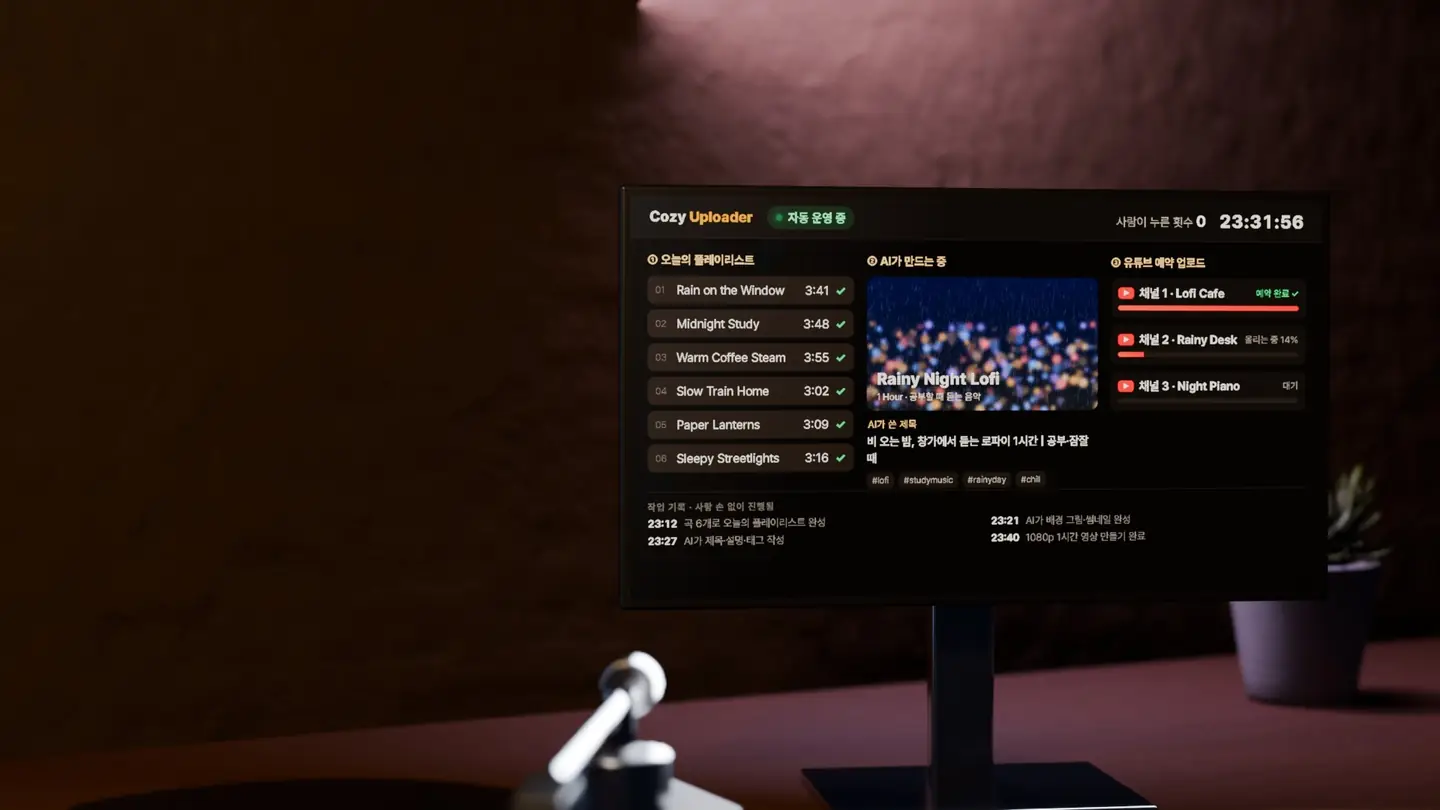 Cozy Uploader
자동 운영 중
사람이 누른 횟수 0
23:31:56
① 오늘의 플레이리스트
01 Rain on the Window 3:41 ✓
02 Midnight Study 3:48 ✓
03 Warm Coffee Steam 3:55 ✓
04 Slow Train Home 3:02 ✓
05 Paper Lanterns 3:09 ✓
06 Sleepy Streetlights 3:16 ✓
② AI가 만드는 중
Rainy Night Lofi
1 Hour · 공부할 때 듣는 음악
AI가 쓴 제목
비 오는 밤, 창가에서 듣는 로파이 1시간 | 공부·잠잘
때
#lofi #studymusic #rainyday #chill
③ 유튜브 예약 업로드
채널 1 · Lofi Cafe 예약 완료 ✓
채널 2 · Rainy Desk 올리는 중 14%
채널 3 · Night Piano 대기
작업 기록 · 사람 손 없이 진행됨
23:12 곡 6개로 오늘의 플레이리스트 완성
23:21 AI가 배경 그림·썸네일 완성
23:27 AI가 제목·설명·태그 작성
23:40 1080p 1시간 영상 만들기 완료